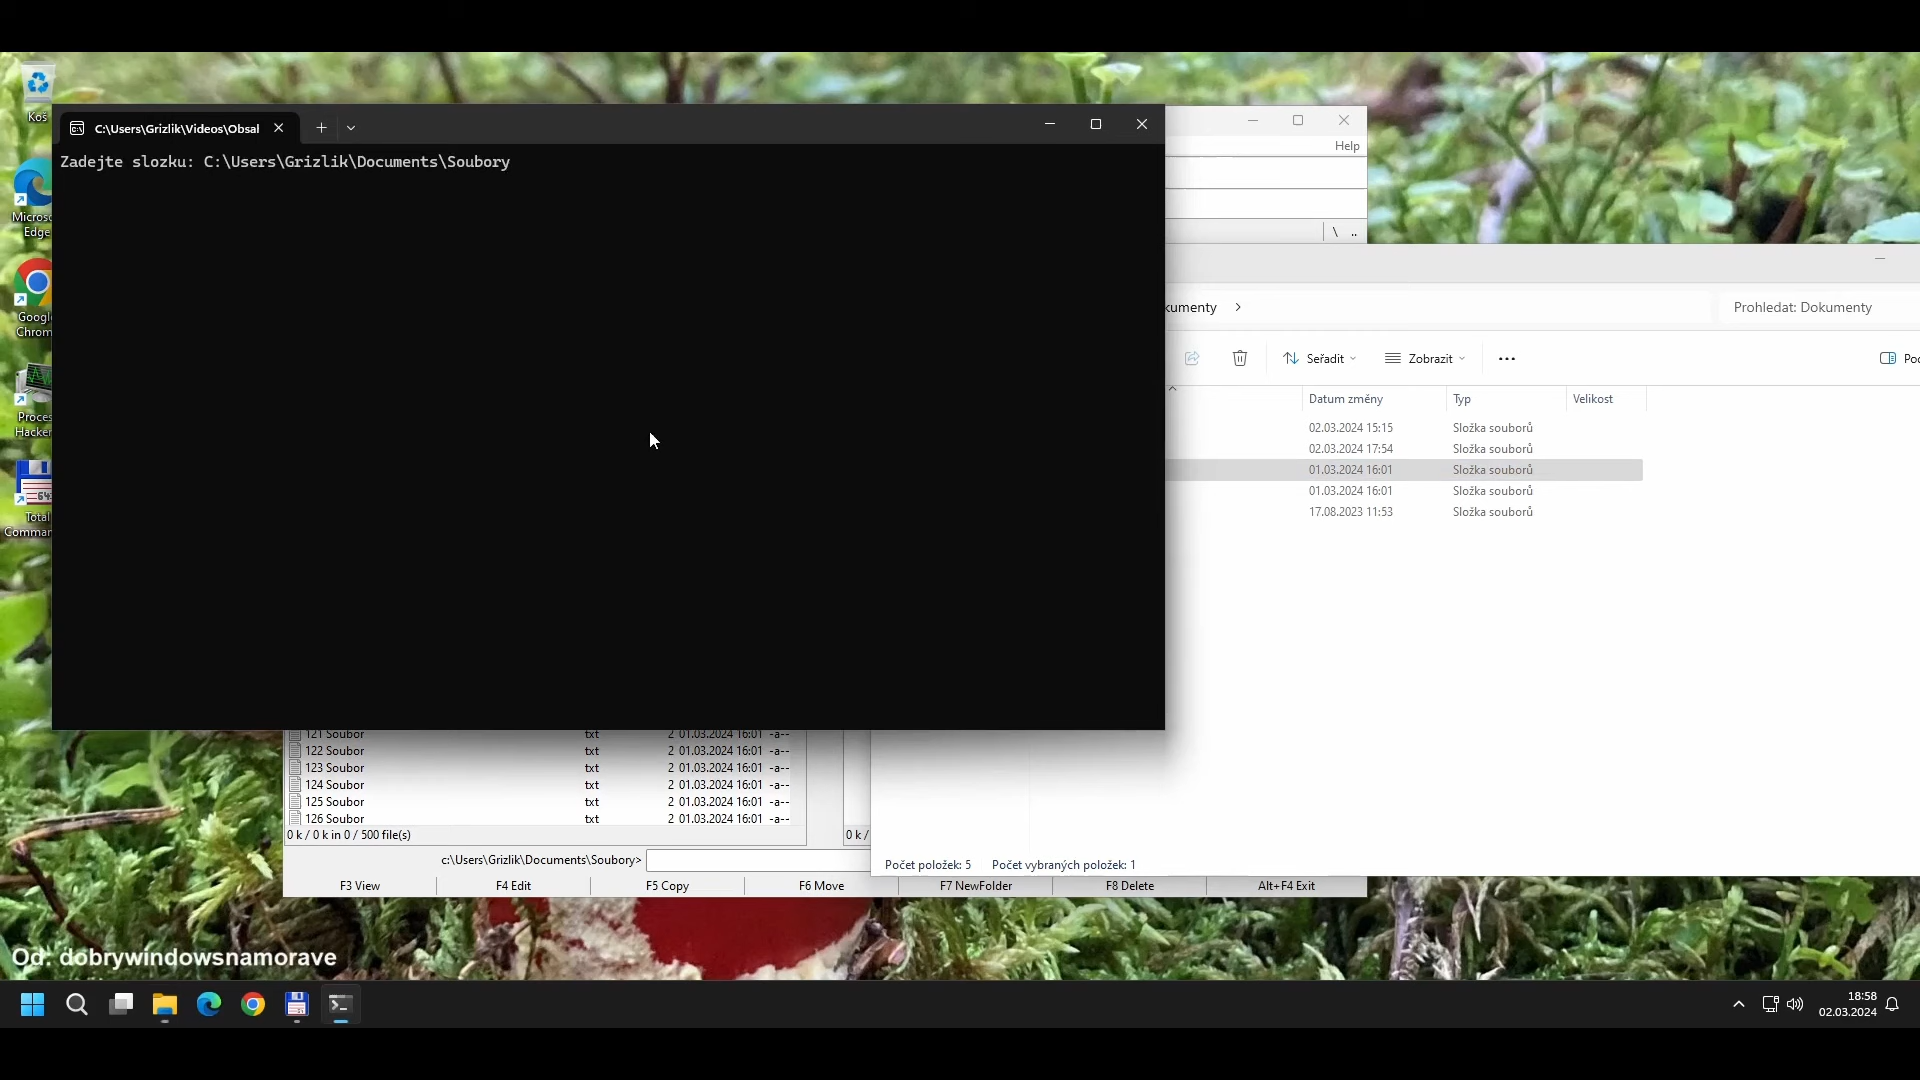 Koš
C:\Users\Grizlik\Videos\Obsal
Zadejte slozku: C:\Users\Grizlik\Documents\Soubory
Help
\ ..
Edge
Google
Total
kumenty
Prohledat: Dokumenty
Seřadit
Zobrazit
Datum změny Typ Velikost
02.03.2024 15:15 Složka souborů
02.03.2024 17:54 Složka souborů
01.03.2024 16:01 Složka souborů
01.03.2024 16:01 Složka souborů
17.08.2023 11:53 Složka souborů
121 Soubor txt 2 01.03.2024 16:01 -a--
122 Soubor txt 2 01.03.2024 16:01 -a--
123 Soubor txt 2 01.03.2024 16:01 -a--
124 Soubor txt 2 01.03.2024 16:01 -a--
125 Soubor txt 2 01.03.2024 16:01 -a--
126 Soubor txt 2 01.03.2024 16:01 -a--
0 k / 0 k in 0 / 500 file(s)
0 k /
c:\Users\Grizlik\Documents\Soubory>
Počet položek: 5 Počet vybraných položek: 1
F3 View F4 Edit F5 Copy F6 Move F7 NewFolder F8 Delete Alt+F4 Exit
Od: dobrywindowsnamorave
18:58
02.03.2024